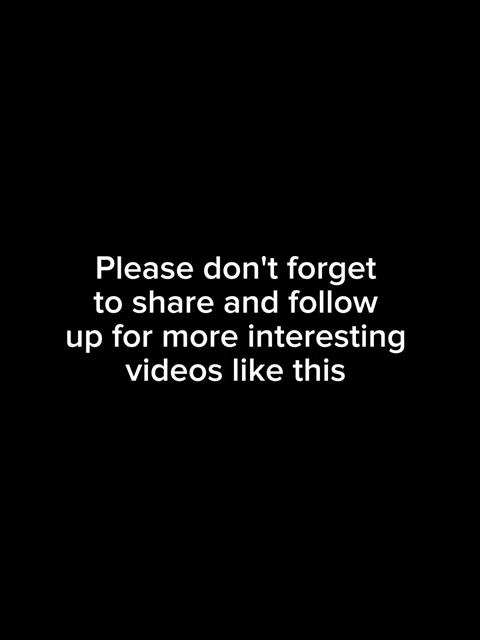 Please don't forget
to share and follow
up for more interesting
videos like this